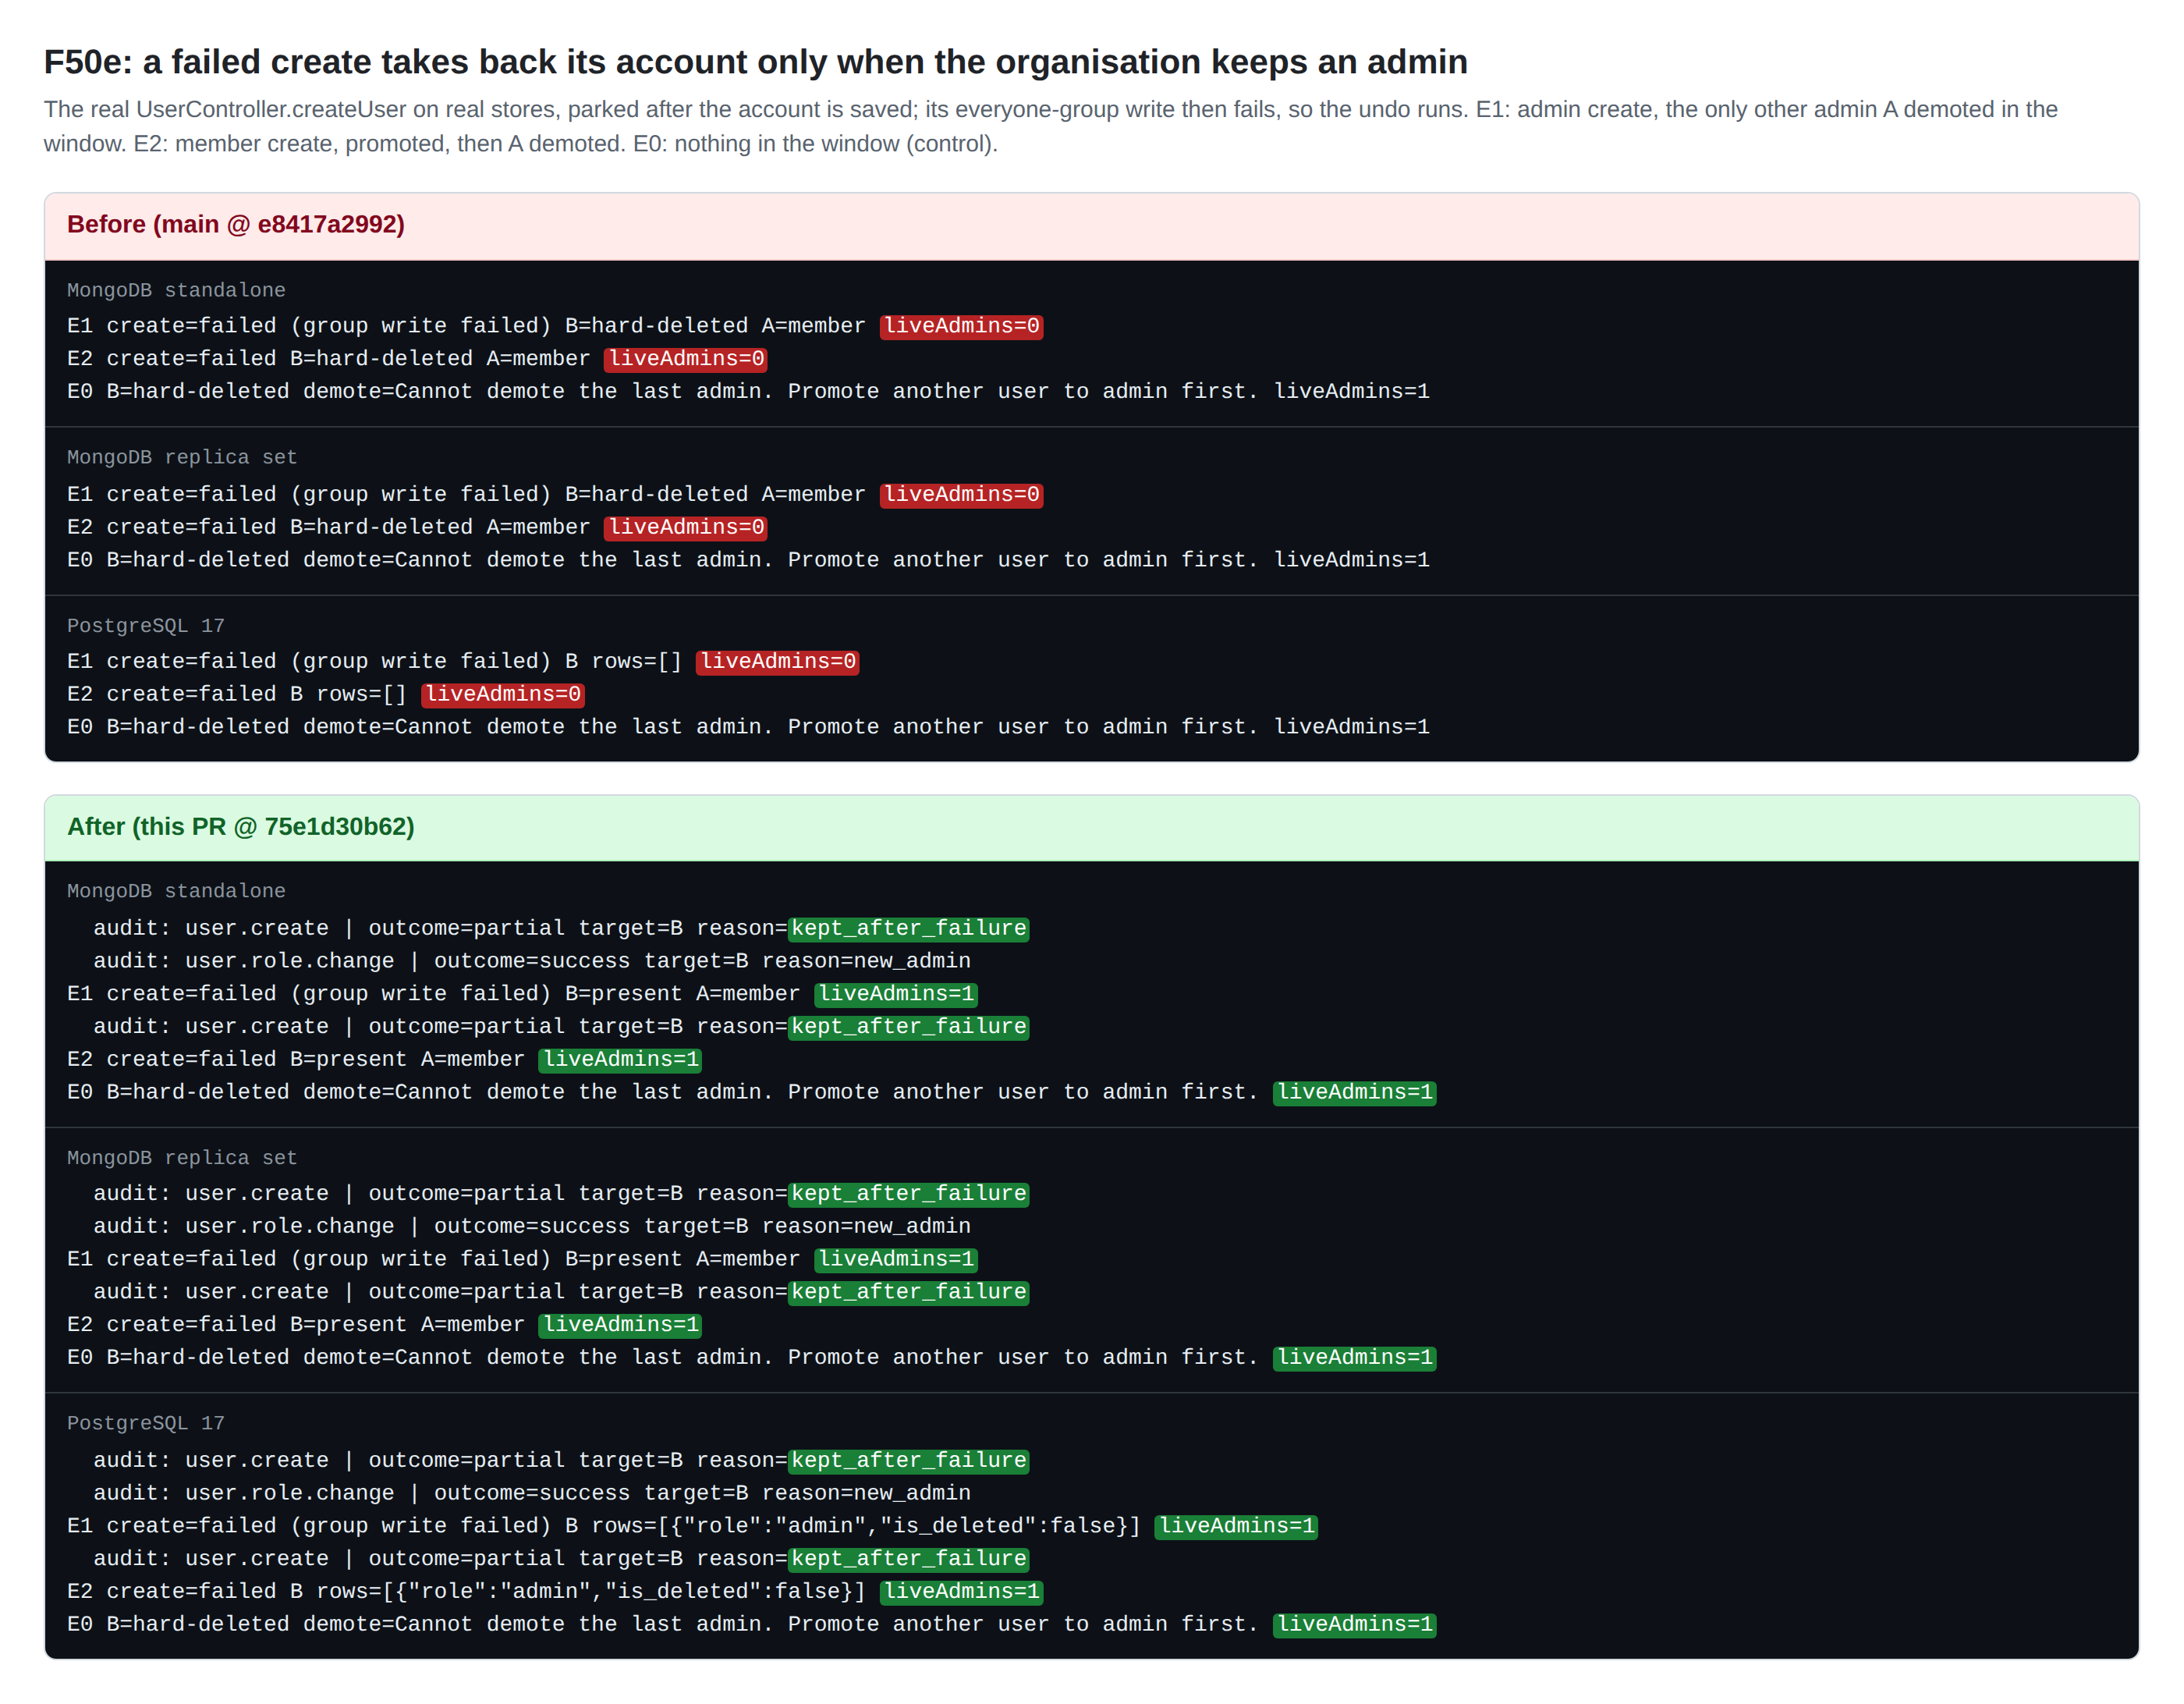 F50e: a failed create takes back its account only when the organisation keeps an admin
The real UserController.createUser on real stores, parked after the account is saved; its everyone-group write then fails, so the undo runs. E1: admin create, the only other admin A demoted in the
window. E2: member create, promoted, then A demoted. E0: nothing in the window (control).
Before (main @ e8417a2992)
MongoDB standalone
E1 create=failed (group write failed) B=hard-deleted A=member liveAdmins=0
E2 create=failed B=hard-deleted A=member liveAdmins=0
E0 B=hard-deleted demote=Cannot demote the last admin. Promote another user to admin first. liveAdmins=1
MongoDB replica set
E1 create=failed (group write failed) B=hard-deleted A=member liveAdmins=0
E2 create=failed B=hard-deleted A=member liveAdmins=0
E0 B=hard-deleted demote=Cannot demote the last admin. Promote another user to admin first. liveAdmins=1
PostgreSQL 17
E1 create=failed (group write failed) B rows=[] liveAdmins=0
E2 create=failed B rows=[] liveAdmins=0
E0 B=hard-deleted demote=Cannot demote the last admin. Promote another user to admin first. liveAdmins=1
After (this PR @ 75e1d30b62)
MongoDB standalone
audit: user.create | outcome=partial target=B reason=kept_after_failure
audit: user.role.change | outcome=success target=B reason=new_admin
E1 create=failed (group write failed) B=present A=member liveAdmins=1
audit: user.create | outcome=partial target=B reason=kept_after_failure
E2 create=failed B=present A=member liveAdmins=1
E0 B=hard-deleted demote=Cannot demote the last admin. Promote another user to admin first. liveAdmins=1
MongoDB replica set
audit: user.create | outcome=partial target=B reason=kept_after_failure
audit: user.role.change | outcome=success target=B reason=new_admin
E1 create=failed (group write failed) B=present A=member liveAdmins=1
audit: user.create | outcome=partial target=B reason=kept_after_failure
E2 create=failed B=present A=member liveAdmins=1
E0 B=hard-deleted demote=Cannot demote the last admin. Promote another user to admin first. liveAdmins=1
PostgreSQL 17
audit: user.create | outcome=partial target=B reason=kept_after_failure
audit: user.role.change | outcome=success target=B reason=new_admin
E1 create=failed (group write failed) B rows=[{"role":"admin","is_deleted":false}] liveAdmins=1
audit: user.create | outcome=partial target=B reason=kept_after_failure
E2 create=failed B rows=[{"role":"admin","is_deleted":false}] liveAdmins=1
E0 B=hard-deleted demote=Cannot demote the last admin. Promote another user to admin first. liveAdmins=1